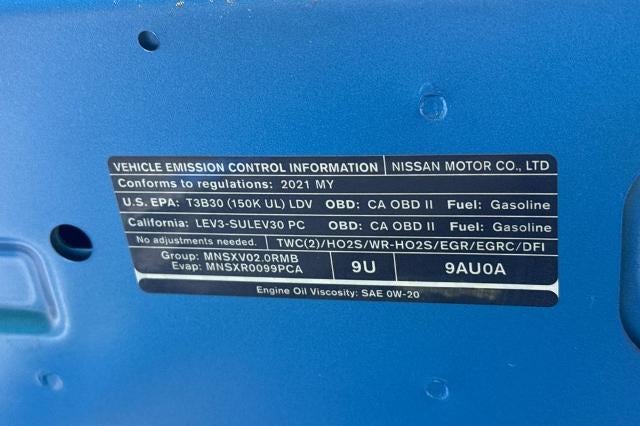 VEHICLE EMISSION CONTROL INFORMATION NISSAN MOTOR CO., LTD
Conforms to regulations: 2021 MY
U.S. EPA: T3B30 (150K UL) LDV OBD: CA OBD II Fuel: Gasoline
California: LEV3-SULEV30 PC OBD: CA OBD II Fuel: Gasoline
No adjustments needed. TWC(2)/HO2S/WR-HO2S/EGR/EGRC/DFI
Group: MNSXV02.0RMB
Evap: MNSXR0099PCA 9U 9AU0A
Engine Oil Viscosity: SAE 0W-20